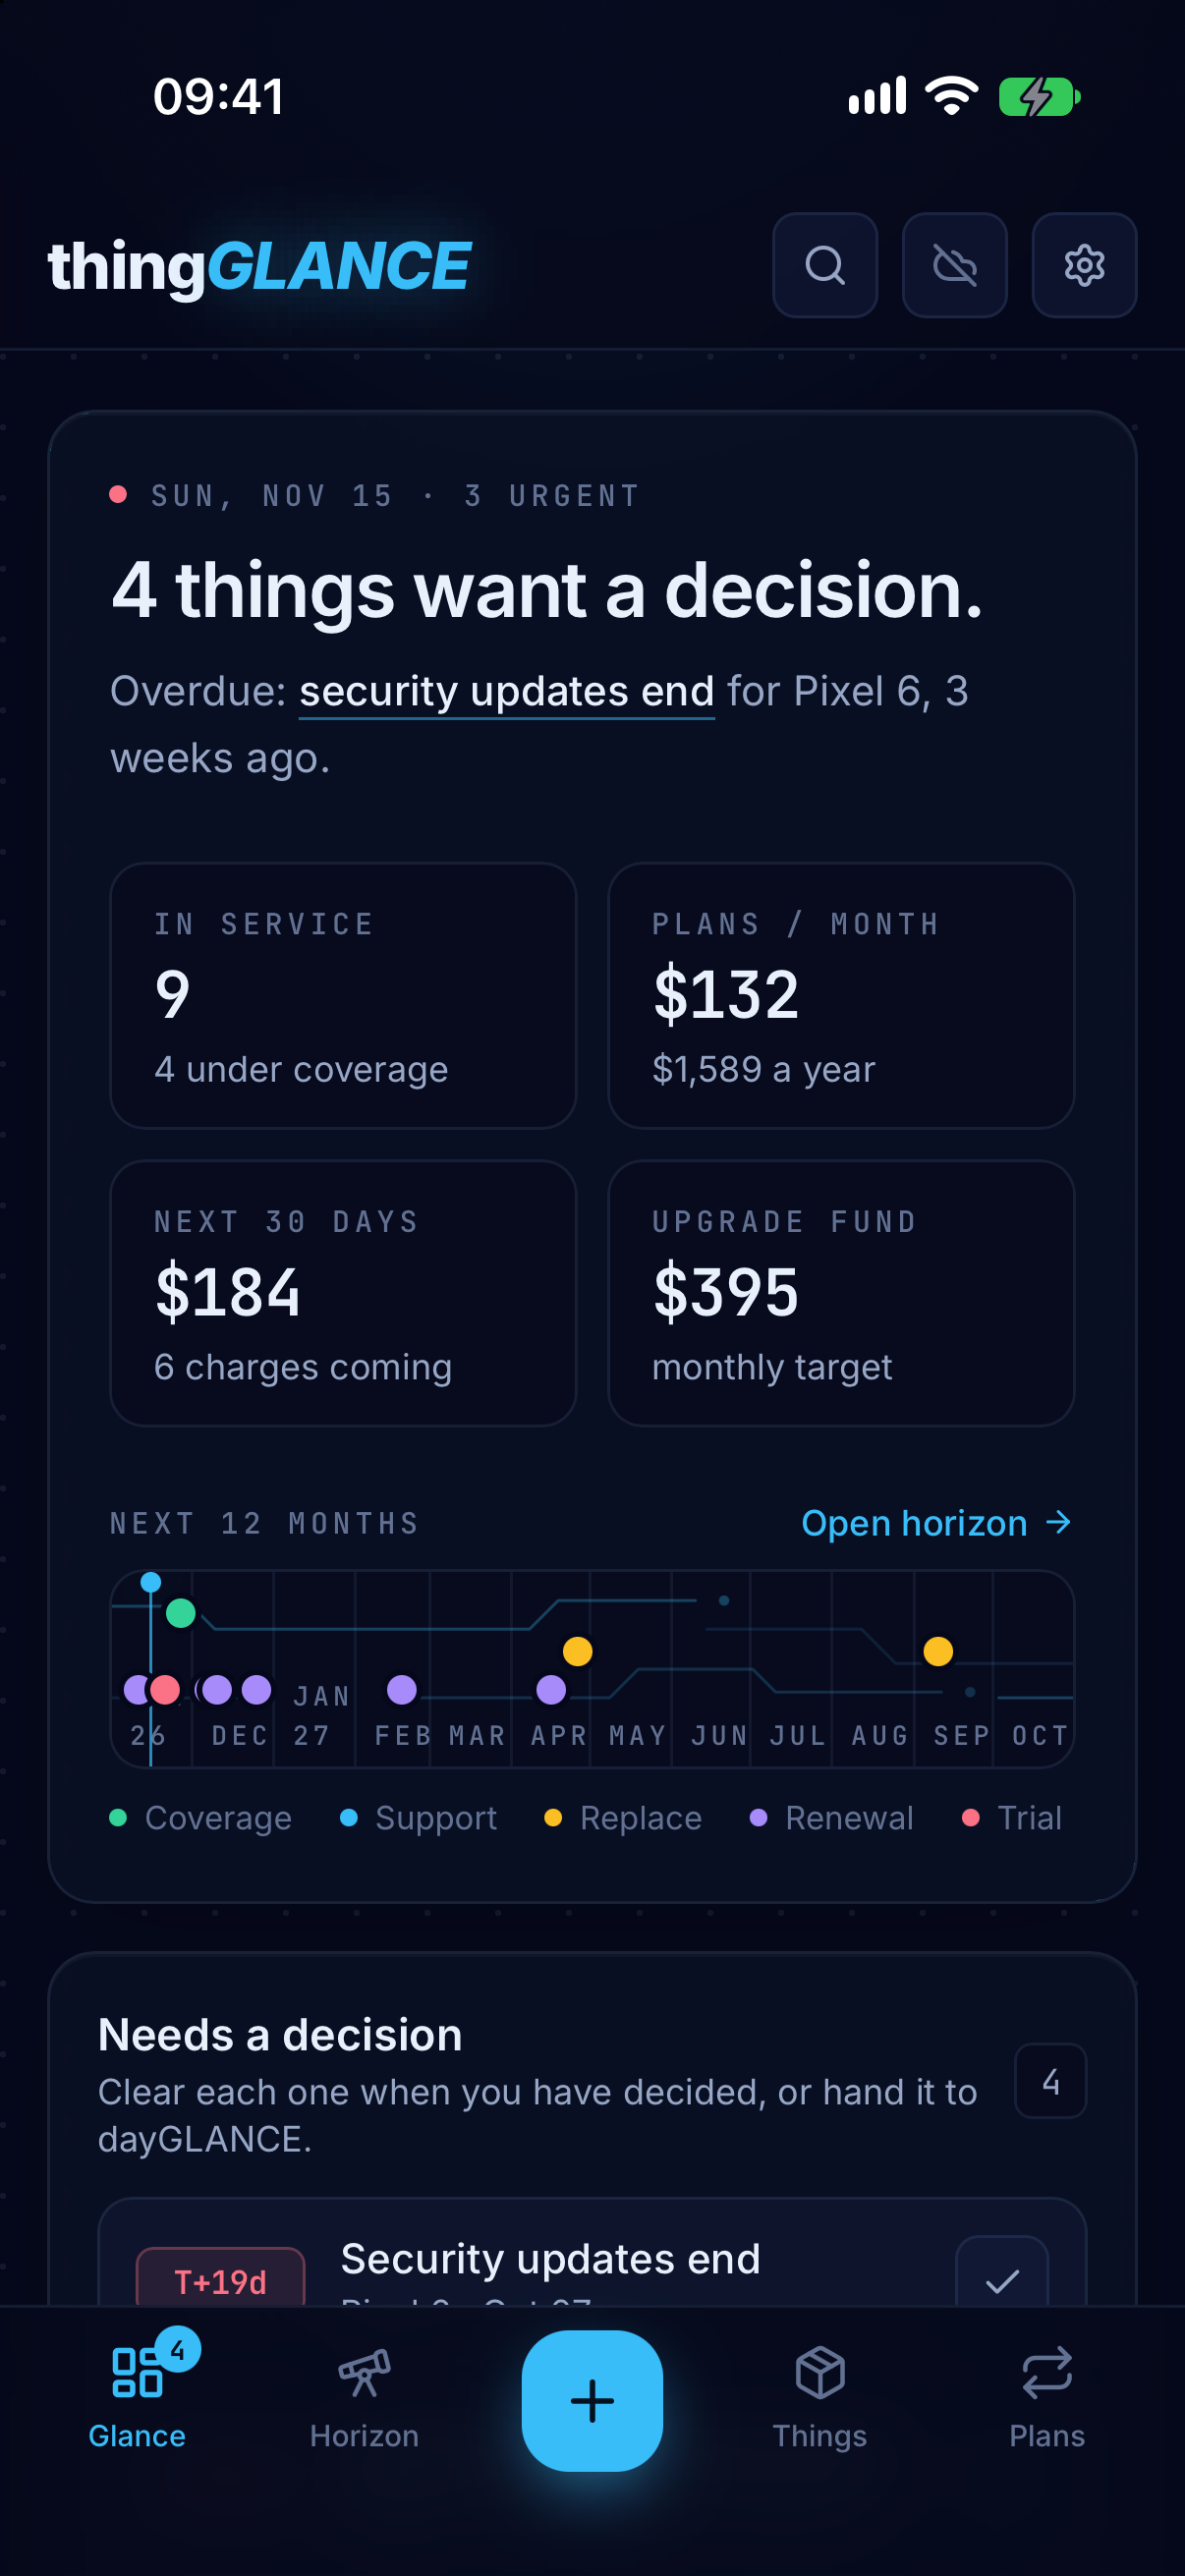 09:41
thingGLANCE
SUN, NOV 15 · 3 URGENT
4 things want a decision.
Overdue: security updates end for Pixel 6, 3
weeks ago.
IN SERVICE
9
4 under coverage
PLANS / MONTH
$132
$1,589 a year
NEXT 30 DAYS
$184
6 charges coming
UPGRADE FUND
$395
monthly target
NEXT 12 MONTHS
Open horizon →
JAN
26 DEC 27 FEB MAR APR MAY JUN JUL AUG SEP OCT
Coverage Support Replace Renewal Trial
Needs a decision
Clear each one when you have decided, or hand it to
dayGLANCE.
4
T+19d
Security updates end
4
Glance
Horizon
Things
Plans